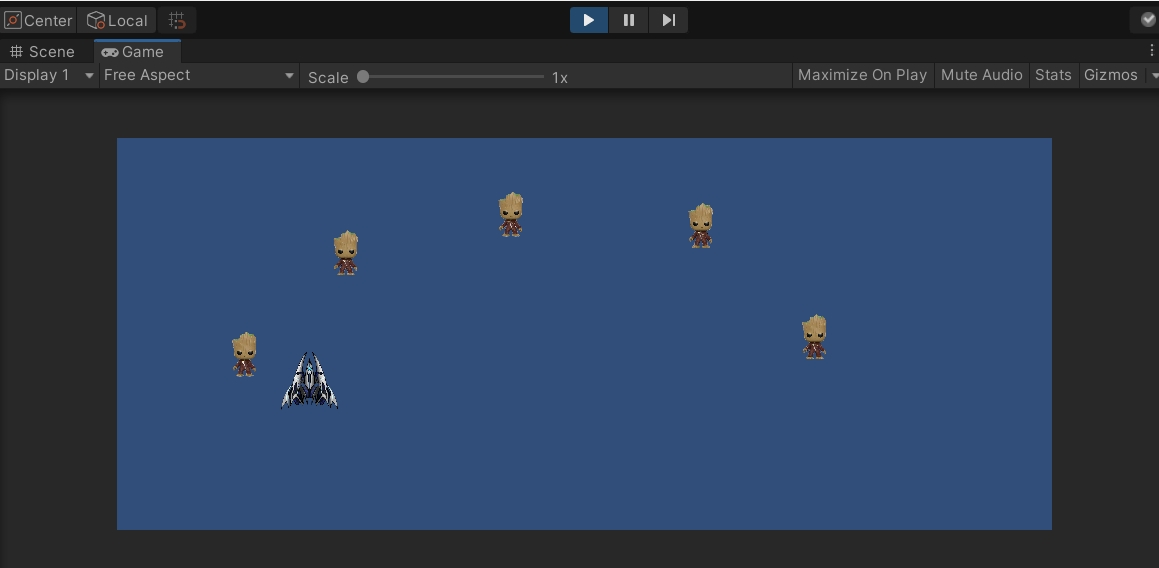 Center Local
Scene Game
Display 1 Free Aspect Scale 1x Maximize On Play Mute Audio Stats Gizmos